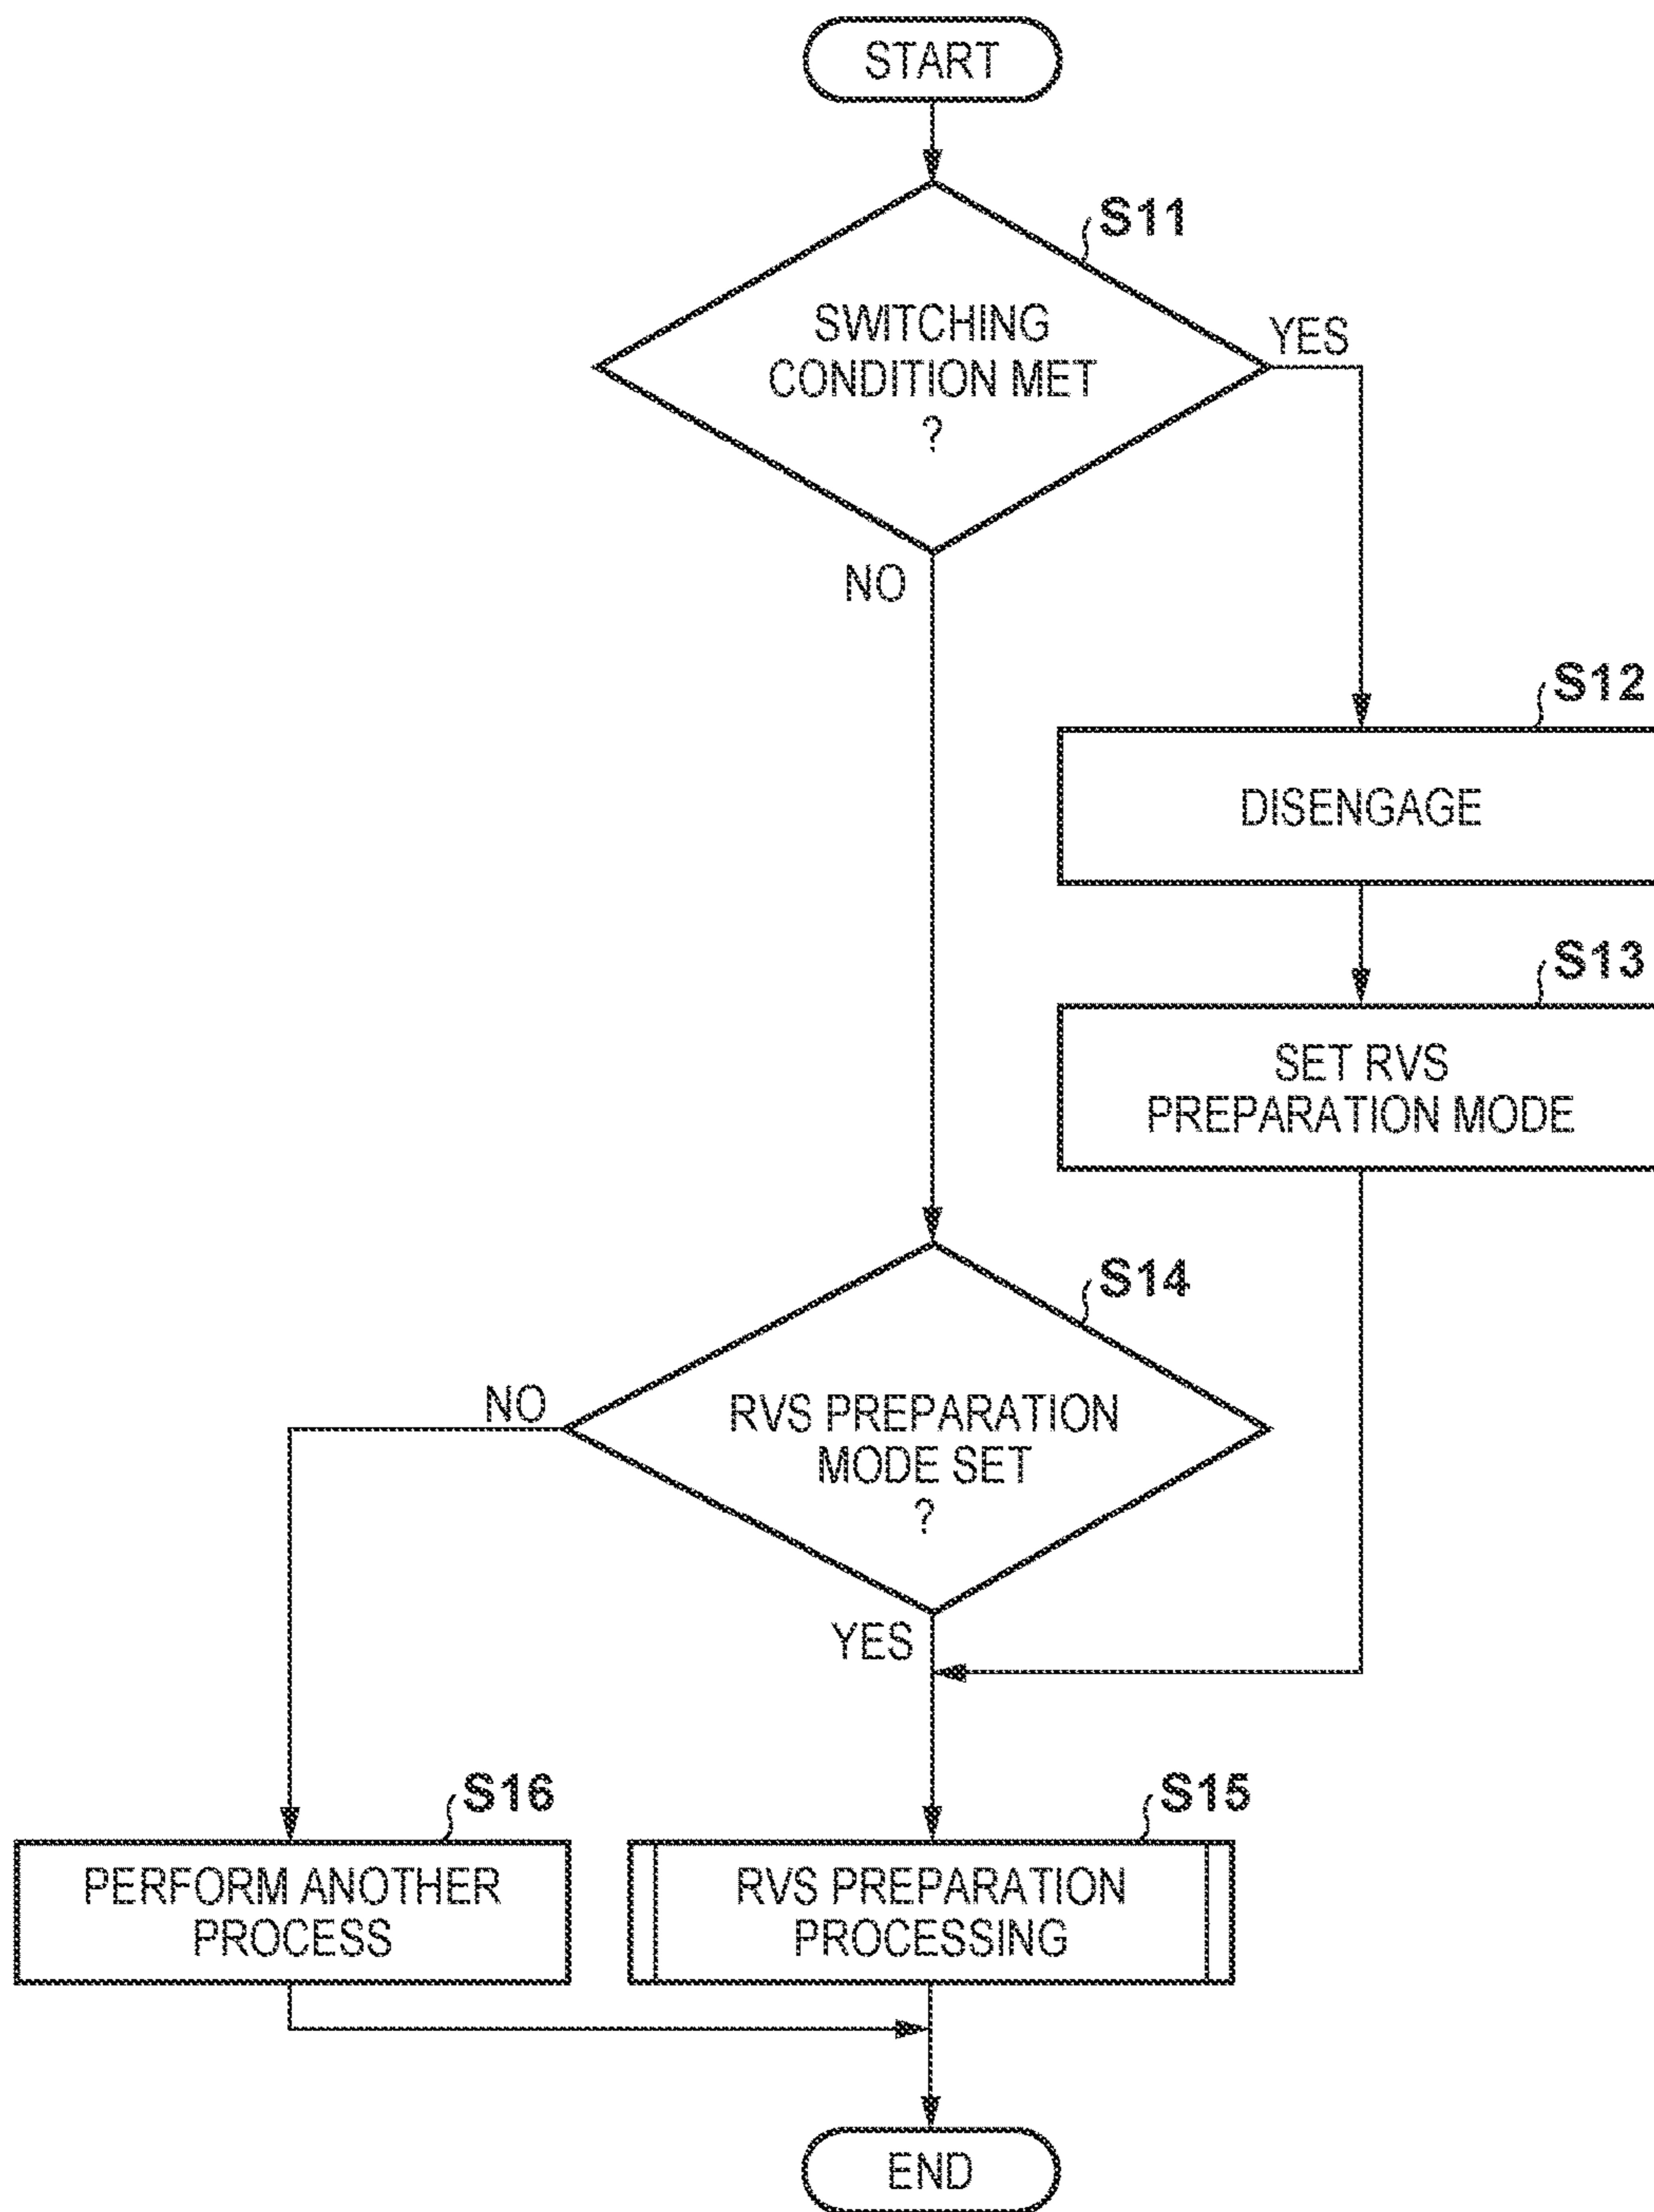 START
S11
SWITCHING
CONDITION MET
?
YES
NO
S12
DISENGAGE
S13
SET RVS
PREPARATION MODE
S14
NO
RVS PREPARATION
MODE SET
?
YES
S16
PERFORM ANOTHER
PROCESS
S15
RVS PREPARATION
PROCESSING
END